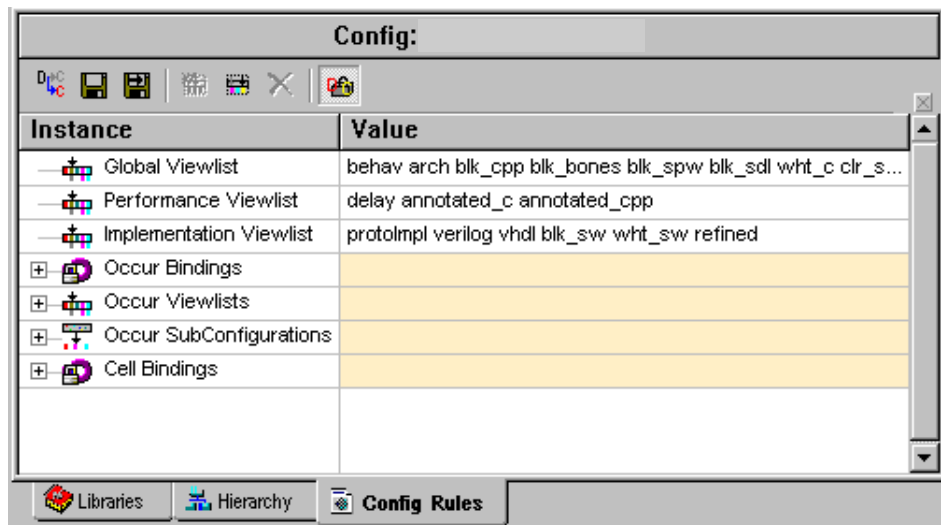 Config:
Instance Value
Global Viewlist behav arch blk_cpp blk_bones blk_spw blk_sdl wht_c clr_s...
Performance Viewlist delay annotated_c annotated_cpp
Implementation Viewlist protoImpl verilog vhdl blk_sw wht_sw refined
Occur Bindings
Occur Viewlists
Occur SubConfigurations
Cell Bindings
Libraries Hierarchy Config Rules